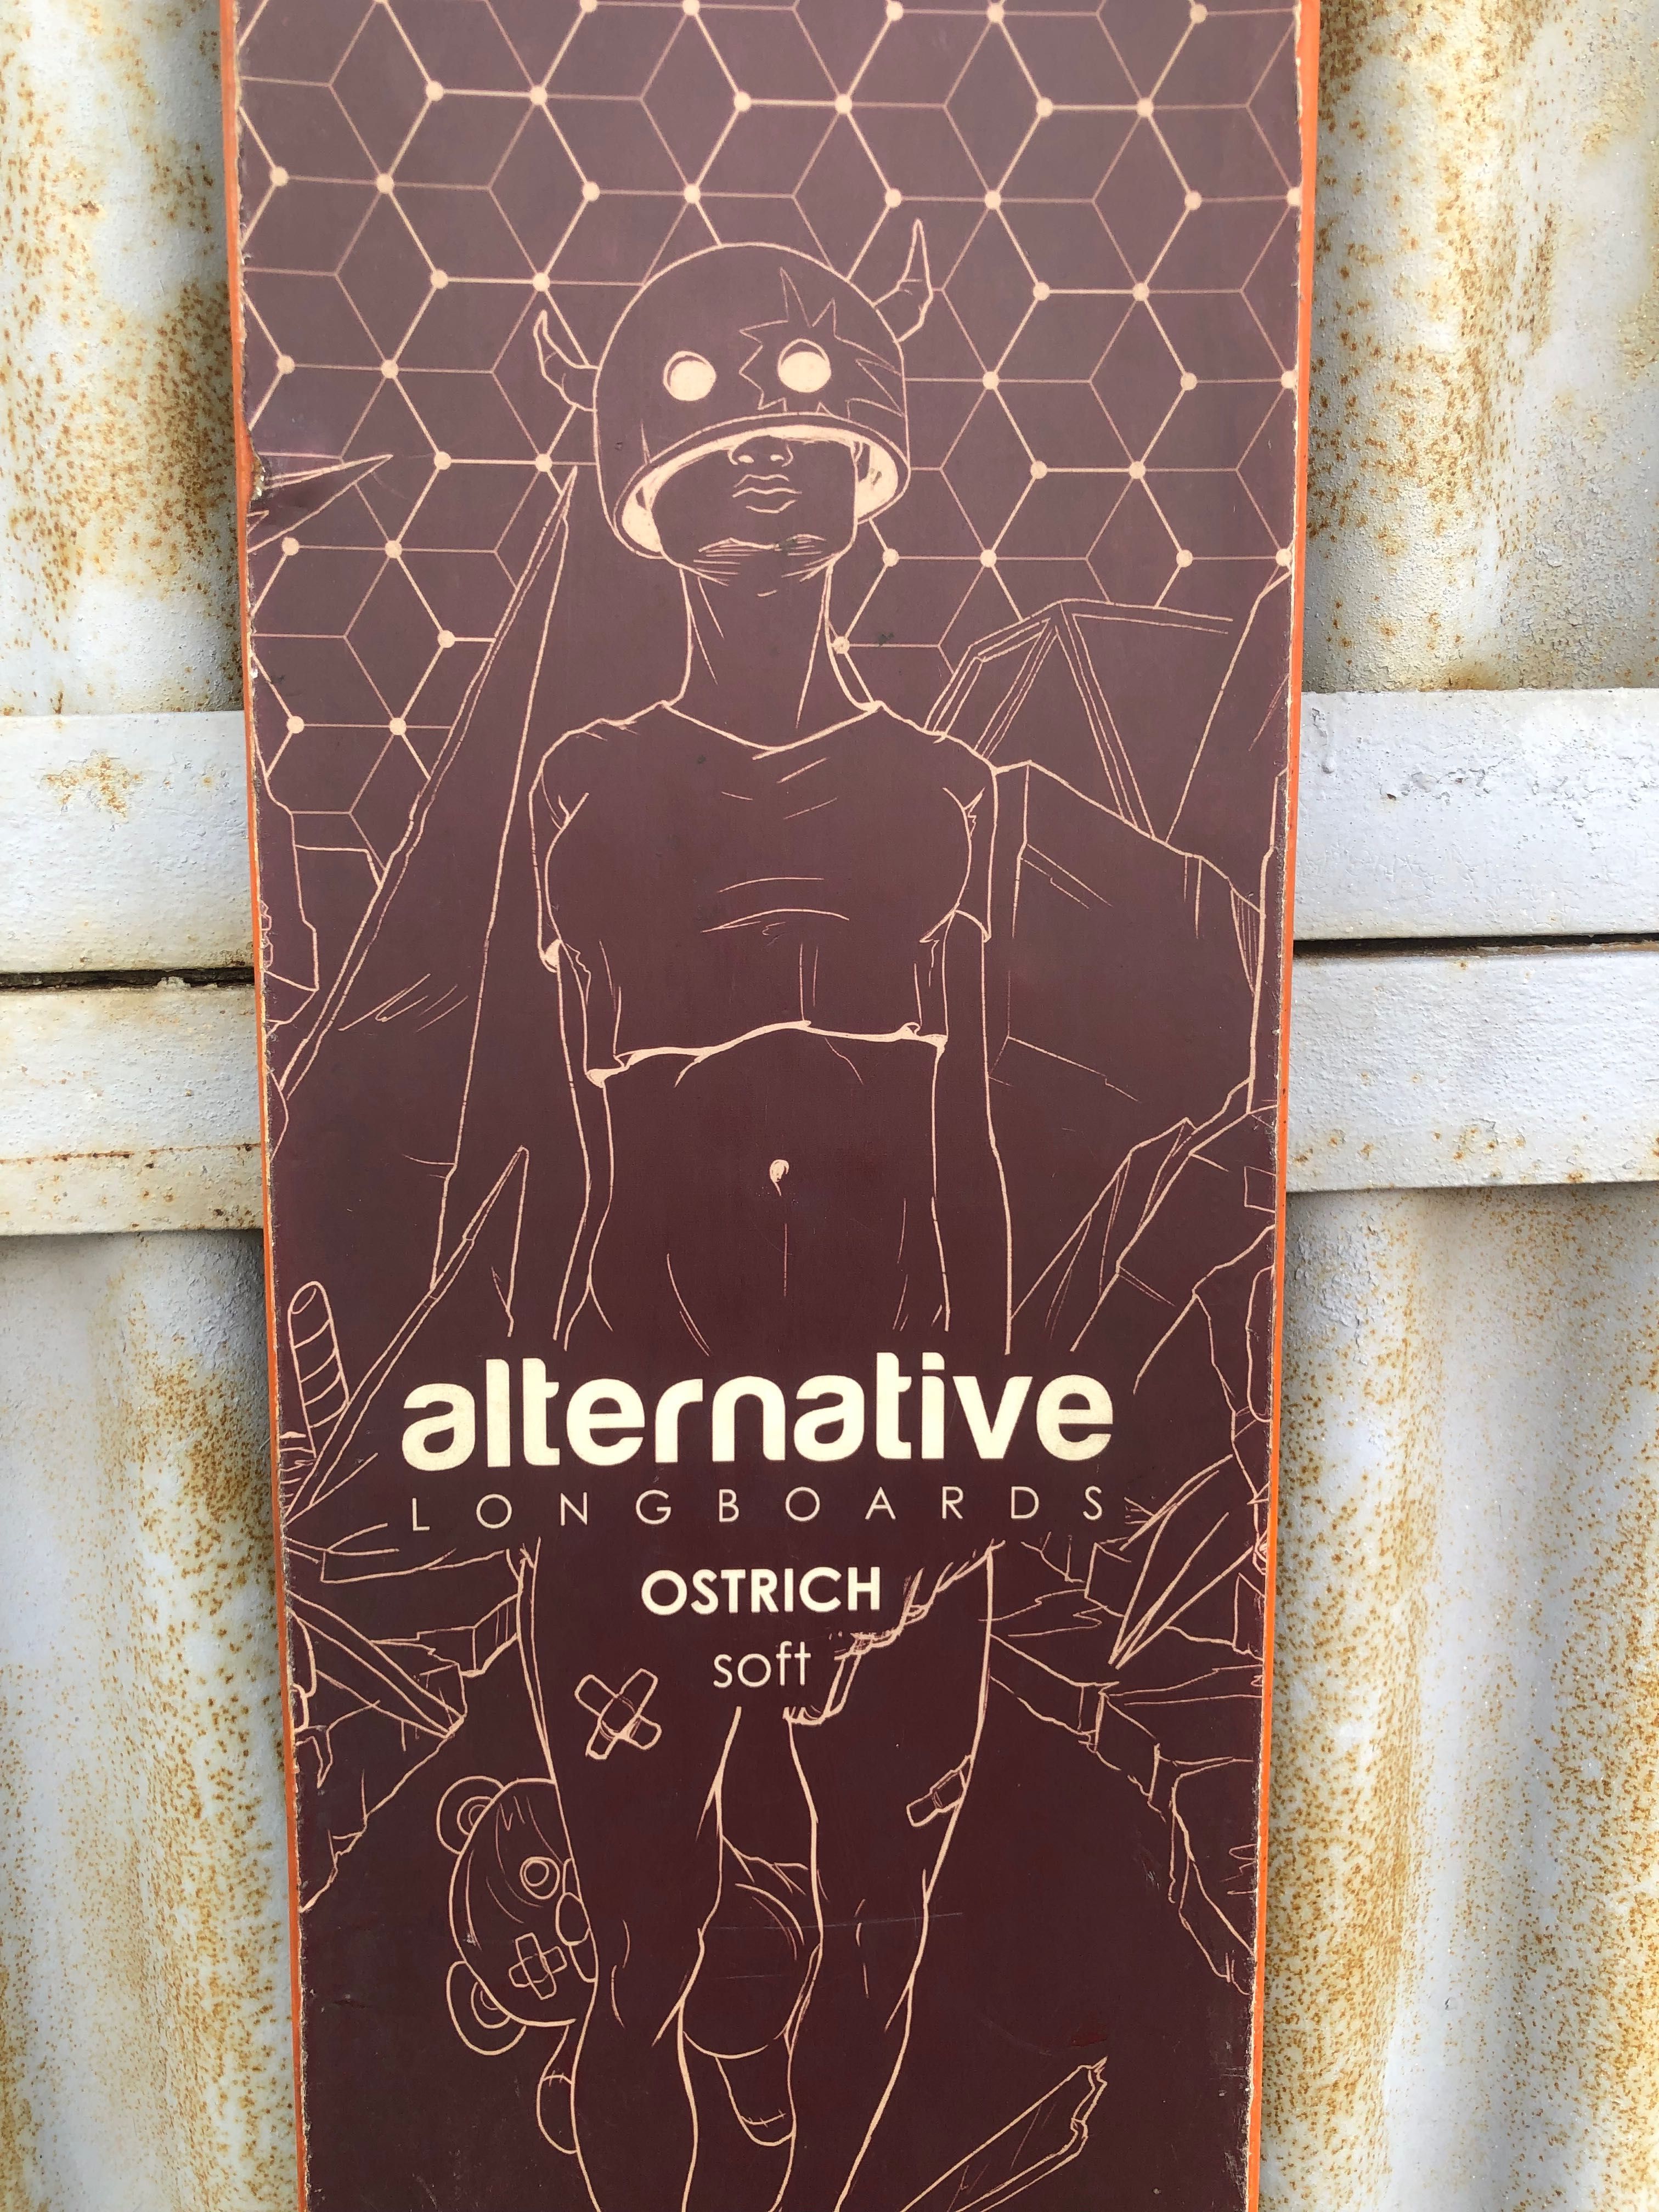 alternative
LONGBOARDS
OSTRICH
soft